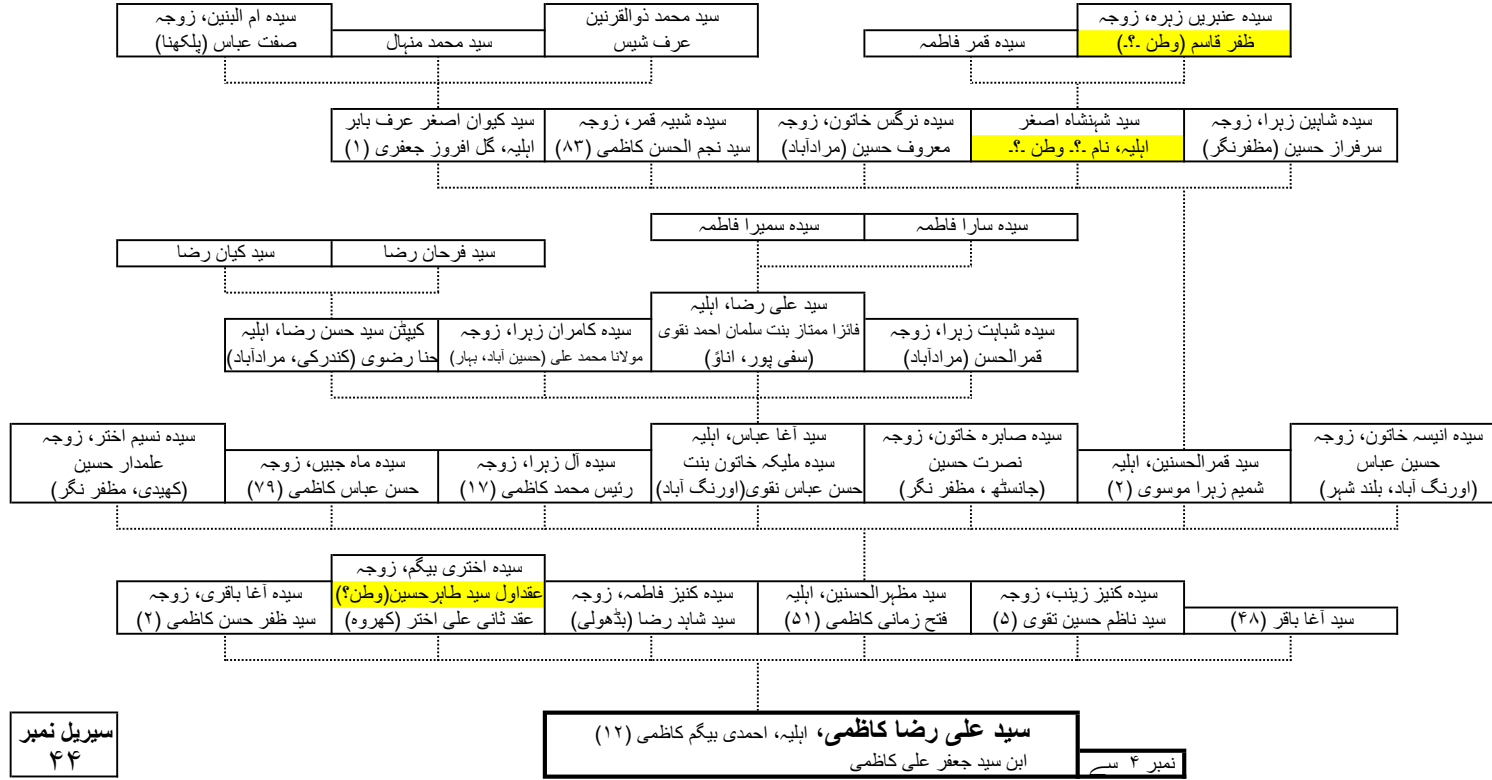 سیدہ عنبریں زہرہ، زوجہ
ظفر قاسم (وطن ۔؟۔)
سیدہ قمر فاطمہ
سید محمد ذوالقرنین
عرف شیس
سید محمد منہال
سیدہ ام البنین، زوجہ
صفت عباس (پلکھنا)
سیدہ شاہین زہرا، زوجہ
سرفراز حسین (مظفرنگر)
سید شہنشاہ اصغر
اہلیہ، نام ۔؟۔ وطن ۔؟۔
سیدہ نرگس خاتون، زوجہ
معروف حسین (مرادآباد)
سیدہ شبیہ قمر، زوجہ
سید نجم الحسن کاظمی (۸۳)
سید کیوان اصغر عرف بابر
اہلیہ، گل افروز جعفری (۱)
سیدہ سارا فاطمہ
سیدہ سمیرا فاطمہ
سید فرحان رضا
سید کیان رضا
سیدہ شباہت زہرا، زوجہ
قمرالحسن (مرادآباد)
سید علی رضا، اہلیہ
فائزا ممتاز بنت سلمان احمد نقوی
(سفی پور، اناؤ)
سیدہ کامران زہرا، زوجہ
مولانا محمد علی (حسین آباد، بہار)
کیپٹن سید حسن رضا، اہلیہ
حنا رضوی (کندرکی، مرادآباد)
سیدہ انیسہ خاتون، زوجہ
حسین عباس
(اورنگ آباد، بلند شہر)
سید قمرالحسنین، اہلیہ
شمیم زہرا موسوی (۲)
سیدہ صابرہ خاتون، زوجہ
نصرت حسین
(جانسٹھ ، مظفر نگر)
سید آغا عباس، اہلیہ
سیدہ ملیکہ خاتون بنت
حسن عباس نقوی(اورنگ آباد)
سیدہ آل زہرا، زوجہ
رئیس محمد کاظمی (۱۷)
سیدہ ماہ جبیں، زوجہ
حسن عباس کاظمی (۷۹)
سیدہ نسیم اختر، زوجہ
علمدار حسین
(کھیڈی، مظفر نگر)
سید آغا باقر (۴۸)
سیدہ کنیز زینب، زوجہ
سید ناظم حسین تقوی (۵)
سید مظہرالحسنین، اہلیہ
فتح زمانی کاظمی (۵۱)
سیدہ کنیز فاطمہ، زوجہ
سید شاہد رضا (بڈھولی)
سیدہ اختری بیگم، زوجہ
عقداول سید طاہرحسین(وطن؟)
عقد ثانی علی اختر (کھروہ)
سیدہ آغا باقری، زوجہ
سید ظفر حسن کاظمی (۲)
نمبر ۴ سے
سید علی رضا کاظمی، اہلیہ، احمدی بیگم کاظمی (۱۲)
ابن سید جعفر علی کاظمی
سیریل نمبر
۴۴